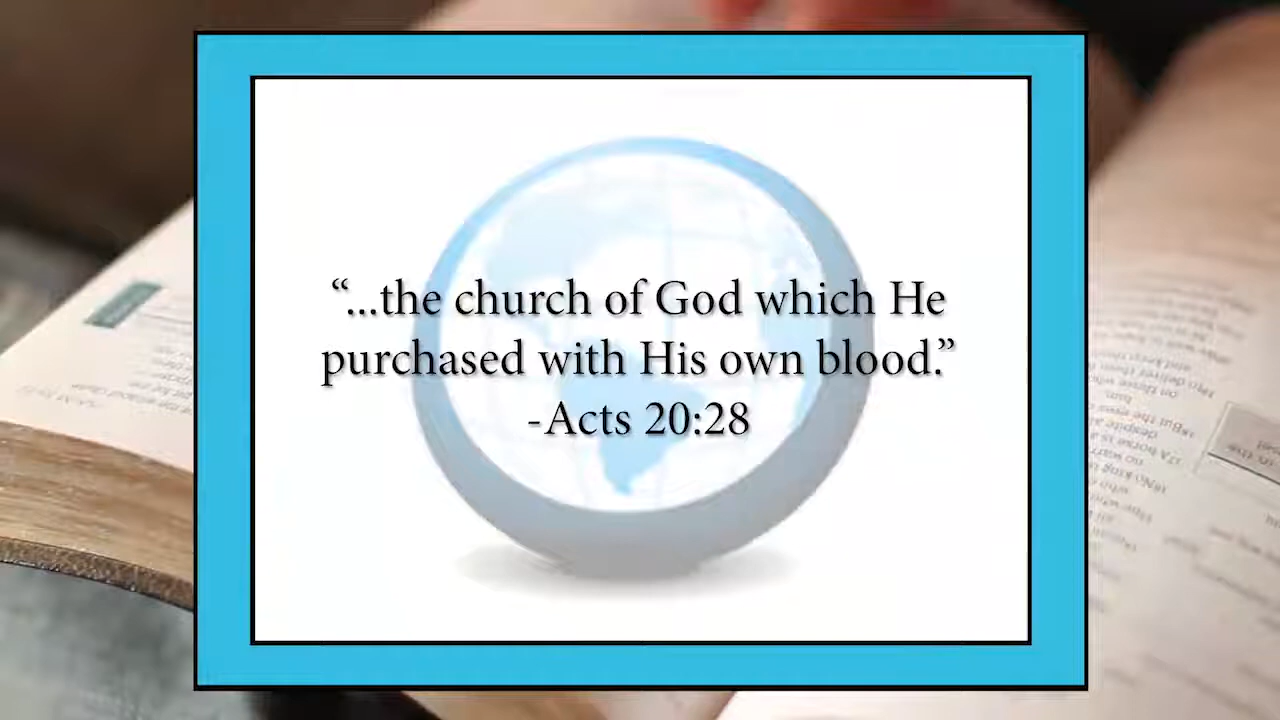 “...the church of God which He
purchased with His own blood.”
-Acts 20:28